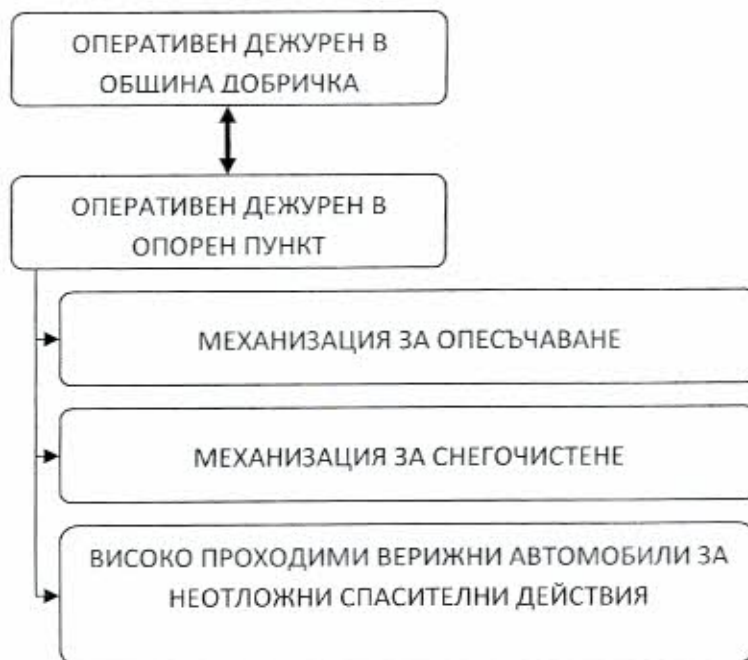 ОПЕРАТИВЕН ДЕЖУРЕН В
ОБЩИНА ДОБРИЧКА
ОПЕРАТИВЕН ДЕЖУРЕН В
ОПОРЕН ПУНКТ
МЕХАНИЗАЦИЯ ЗА ОПЕСЪЧАВАНЕ
МЕХАНИЗАЦИЯ ЗА СНЕГОЧИСТЕНЕ
ВИСОКО ПРОХОДИМИ ВЕРИЖНИ АВТОМОБИЛИ ЗА
НЕОТЛОЖНИ СПАСИТЕЛНИ ДЕЙСТВИЯ